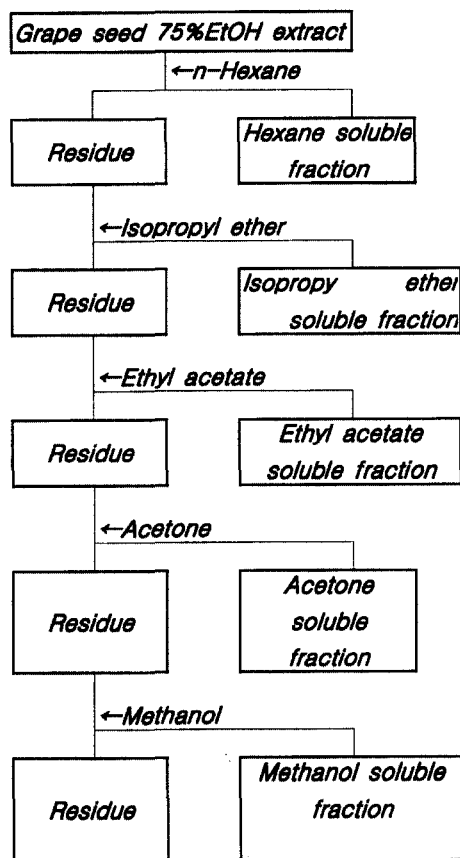 Grape seed 75%EtOH extract
←n-Hexane
Residue
Hexane soluble
fraction
←Isopropyl ether
Residue
Isopropy ether
soluble fraction
←Ethyl acetate
Residue
Ethyl acetate
soluble fraction
←Acetone
Residue
Acetone
soluble
fraction
←Methanol
Residue
Methanol soluble
fraction